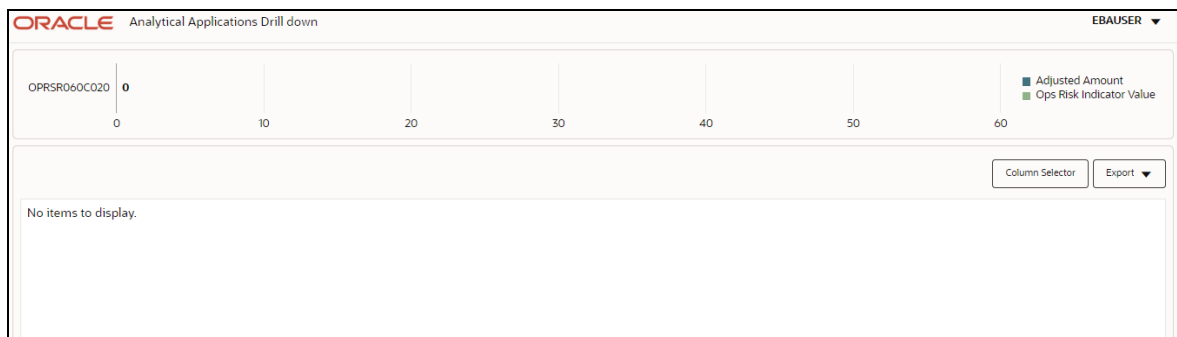 ORACLE Analytical Applications Drill down EBAUSER
OPRSR060C020 0
Adjusted Amount
Ops Risk Indicator Value
0 10 20 30 40 50 60
Column Selector Export
No items to display.